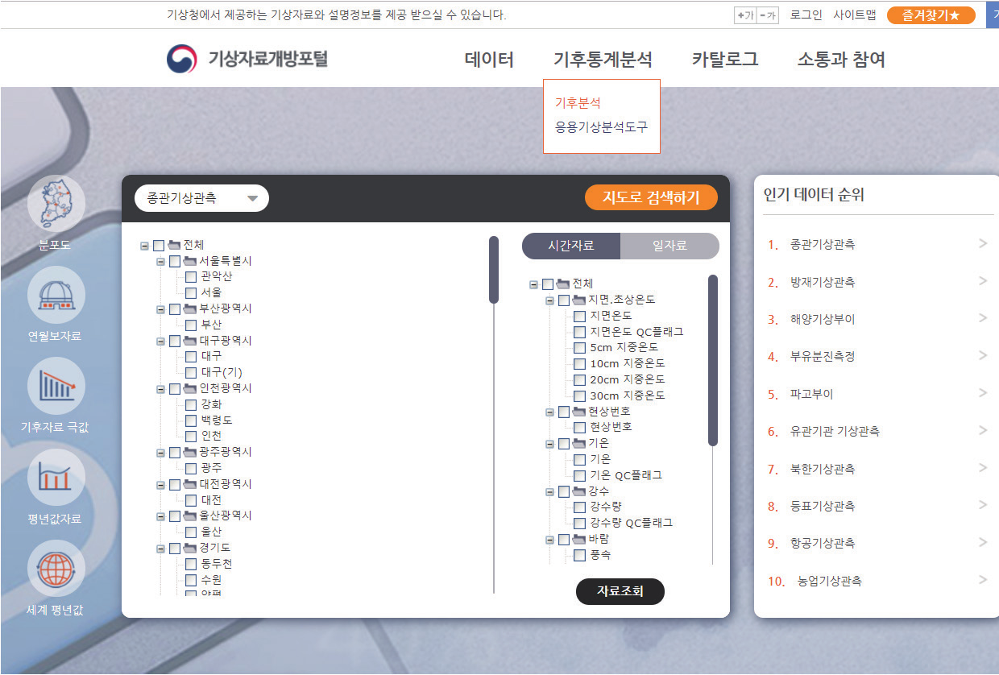 기상청에서 제공하는 기상자료와 설명정보를 제공 받으실 수 있습니다.
+가 -가 로그인 사이트맵 즐겨찾기★
기상자료개방포털
데이터 기후통계분석 카탈로그 소통과 참여
기후분석
응용기상분석도구
분포도
연월보자료
기후자료 극값
평년값자료
세계 평년값
종관기상관측
지도로 검색하기
전체
서울특별시
관악산
서울
부산광역시
부산
대구광역시
대구
대구(기)
인천광역시
강화
백령도
인천
광주광역시
광주
대전광역시
대전
울산광역시
울산
경기도
동두천
수원
양평
시간자료 일자료
전체
지면,초상온도
지면온도
지면온도 QC플래그
5cm 지중온도
10cm 지중온도
20cm 지중온도
30cm 지중온도
현상번호
현상번호
기온
기온
기온 QC플래그
강수
강수량
강수량 QC플래그
바람
풍속
자료조회
인기 데이터 순위
1. 종관기상관측
2. 방재기상관측
3. 해양기상부이
4. 부유분진측정
5. 파고부이
6. 유관기관 기상관측
7. 북한기상관측
8. 등표기상관측
9. 항공기상관측
10. 농업기상관측